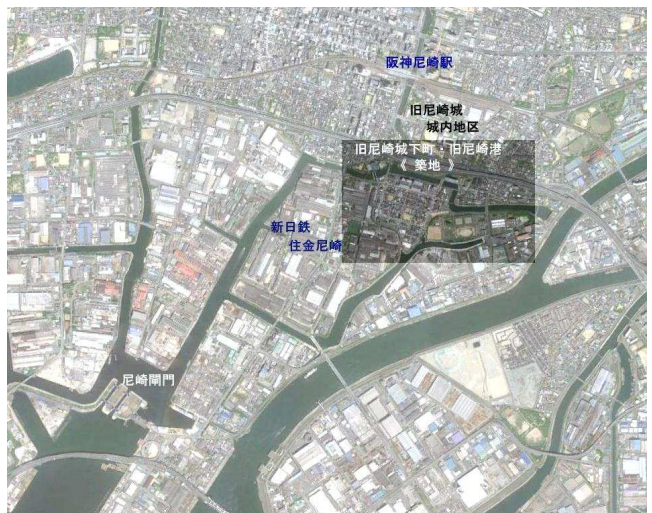 阪神尼崎駅
旧尼崎城
城内地区
旧尼崎城下町・旧尼崎港
《 築地 》
新日鉄
住金尼崎
尼崎閘門